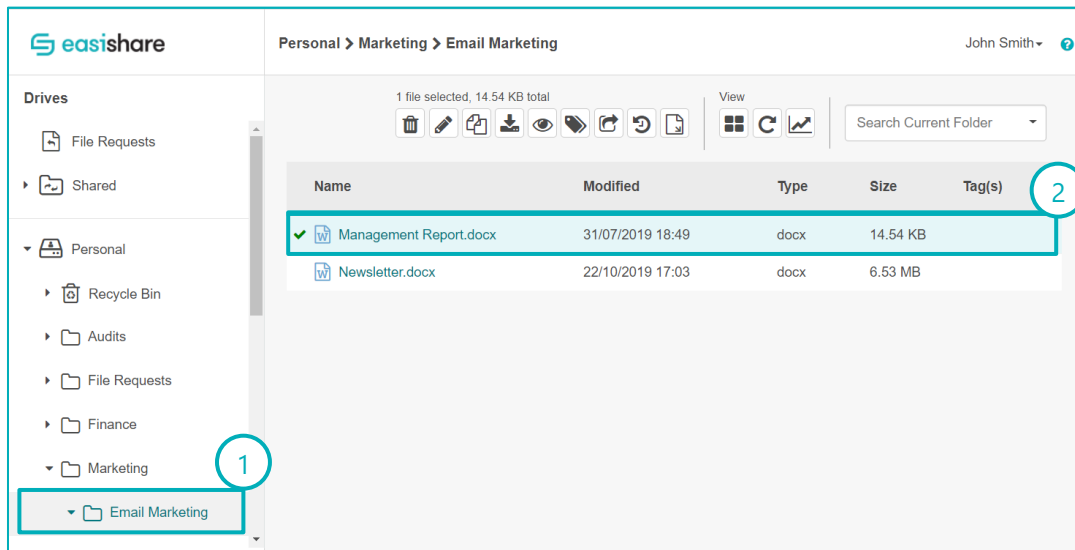 easishare
Personal > Marketing > Email Marketing
John Smith
?
Drives
File Requests
Shared
Personal
Recycle Bin
Audits
File Requests
Finance
Marketing
1
Email Marketing
1 file selected, 14.54 KB total
View
Search Current Folder
Name Modified Type Size Tag(s)
2
W Management Report.docx 31/07/2019 18:49 docx 14.54 KB
W Newsletter.docx 22/10/2019 17:03 docx 6.53 MB